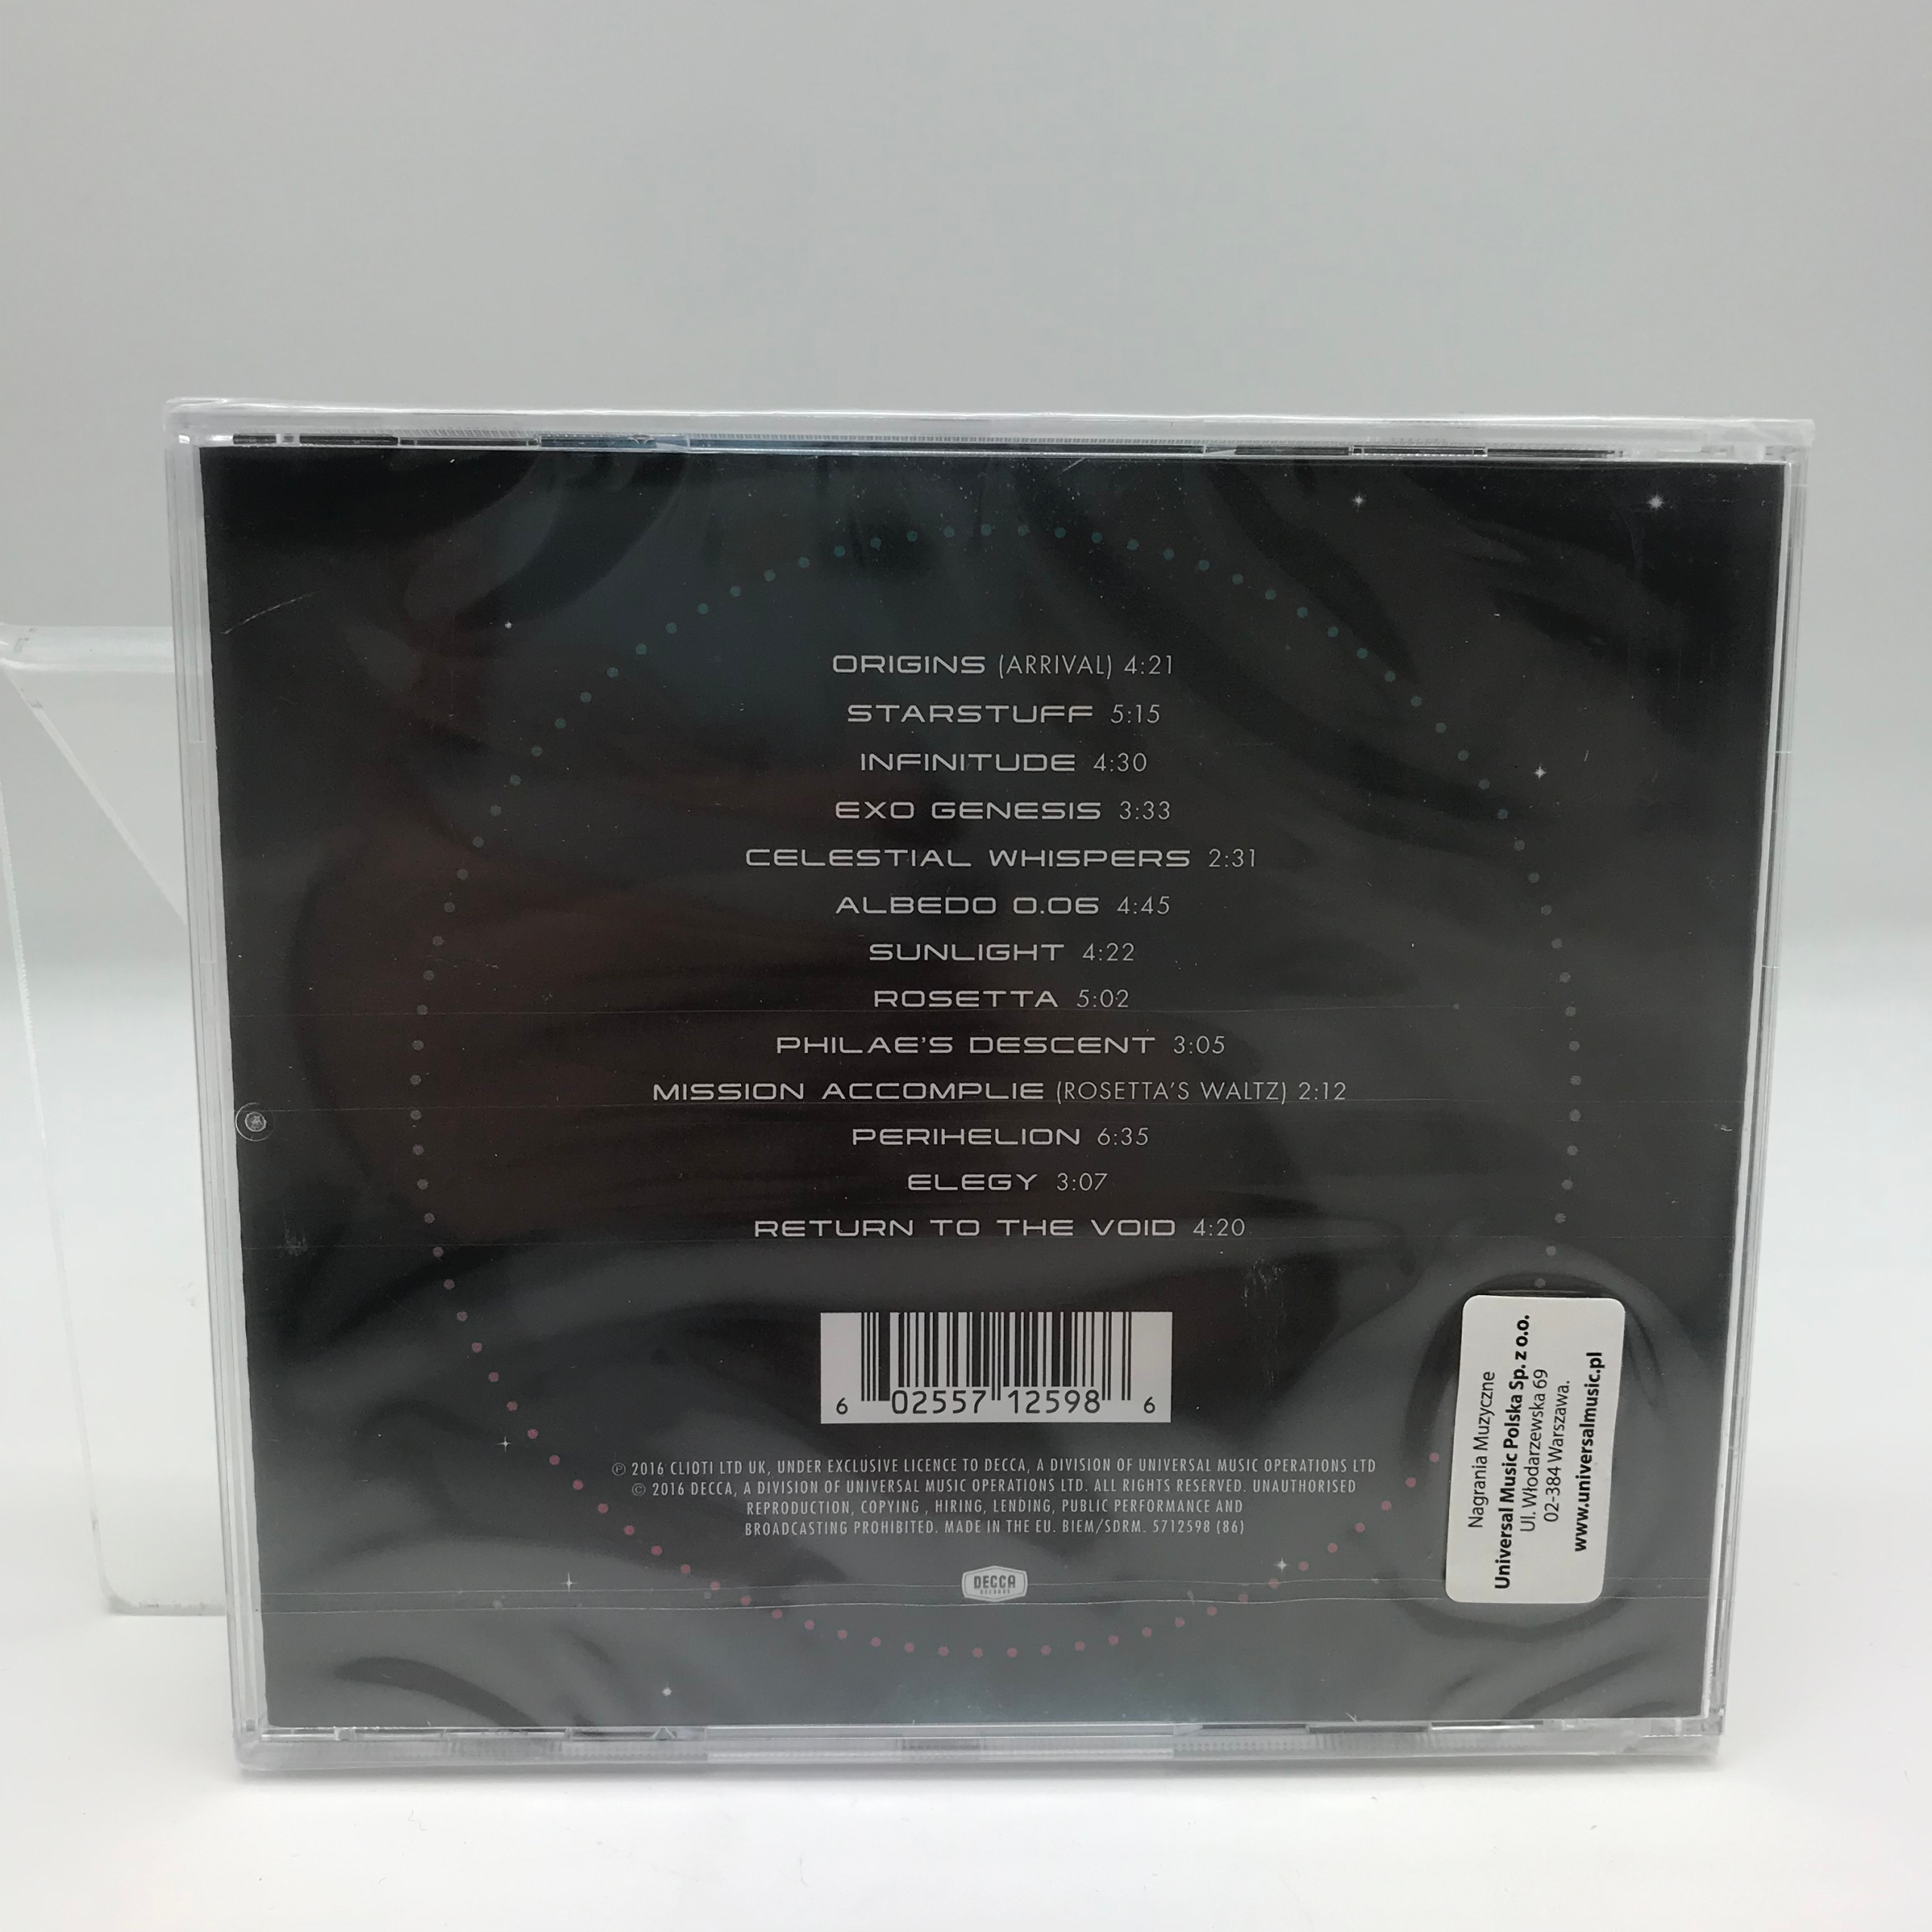 ORIGINS (ARRIVAL) 4:21
STARSTUFF 5:15
INFINITUDE 4:30
EXO GENESIS 3:33
CELESTIAL WHISPERS 2:31
ALBEDO 0.06 4:45
SUNLIGHT 4:22
ROSETTA 5:02
PHILAE'S DESCENT 3:05
MISSION ACCOMPLIE (ROSETTA'S WALTZ) 2:12
PERIHELION 6:35
ELEGY 3:07
RETURN TO THE VOID 4:20
6 02557 12598 6
℗ 2016 CLIOTI LTD UK, UNDER EXCLUSIVE LICENCE TO DECCA, A DIVISION OF UNIVERSAL MUSIC OPERATIONS LTD
© 2016 DECCA, A DIVISION OF UNIVERSAL MUSIC OPERATIONS LTD. ALL RIGHTS RESERVED. UNAUTHORISED
REPRODUCTION, COPYING , HIRING, LENDING, PUBLIC PERFORMANCE AND
BROADCASTING PROHIBITED. MADE IN THE EU. BIEM/SDRM. 5712598 (86)
DECCA
RECORDS
Nagrania Muzyczne
Universal Music Polska Sp. z o.o.
Ul. Włodarzewska 69
02-384 Warszawa.
www.universalmusic.pl